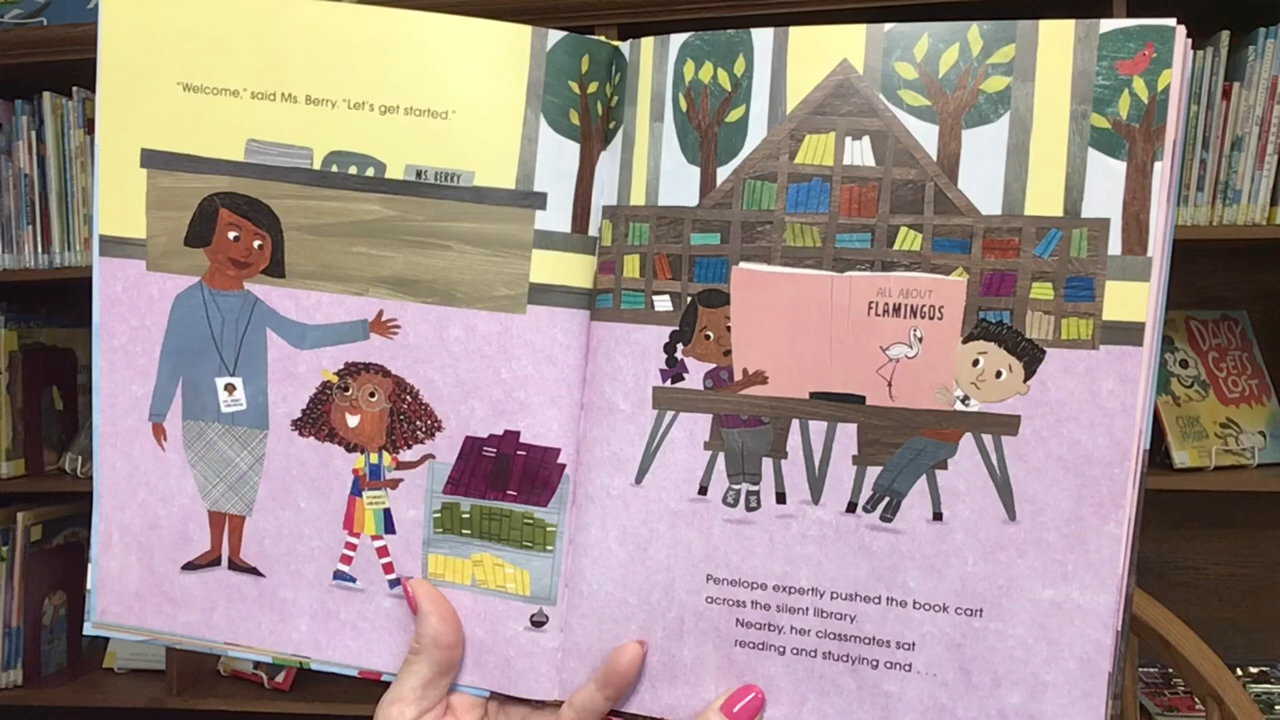 "Welcome," said Ms. Berry. "Let's get started."
MS. BERRY
ALL ABOUT
FLAMINGOS
Penelope expertly pushed the book cart
across the silent library.
Nearby, her classmates sat
reading and studying and . . .
DAISY
GETS
LOST
CHRIS